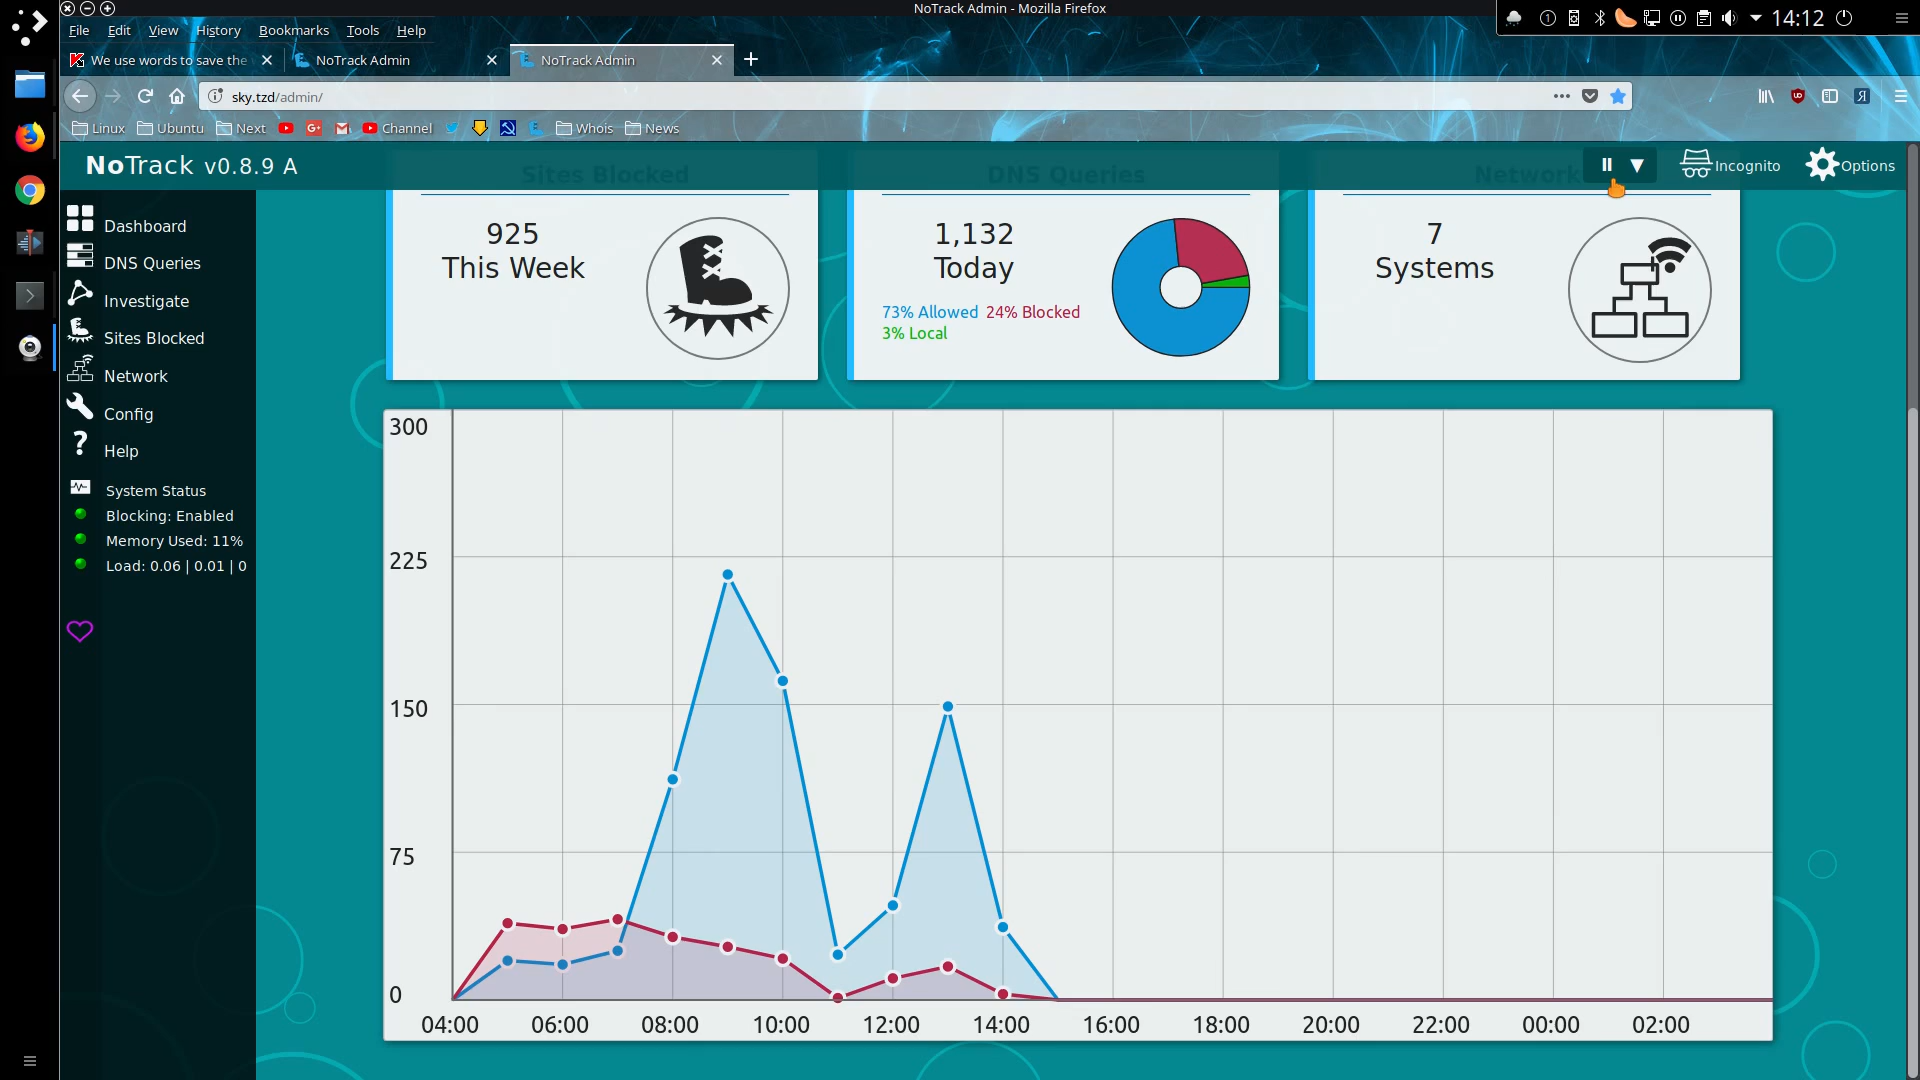 NoTrack Admin - Mozilla Firefox
14:12
File Edit View History Bookmarks Tools Help
We use words to save the
NoTrack Admin
NoTrack Admin
sky.tzd/admin/
Linux Ubuntu Next Channel Whois News
NoTrack v0.8.9 A
Incognito
Options
Sites Blocked
DNS Queries
Network
Dashboard
DNS Queries
Investigate
Sites Blocked
Network
Config
Help
System Status
Blocking: Enabled
Memory Used: 11%
Load: 0.06 | 0.01 | 0
925
This Week
1,132
Today
73% Allowed 24% Blocked
3% Local
7
Systems
300
225
150
75
0
04:00 06:00 08:00 10:00 12:00 14:00 16:00 18:00 20:00 22:00 00:00 02:00